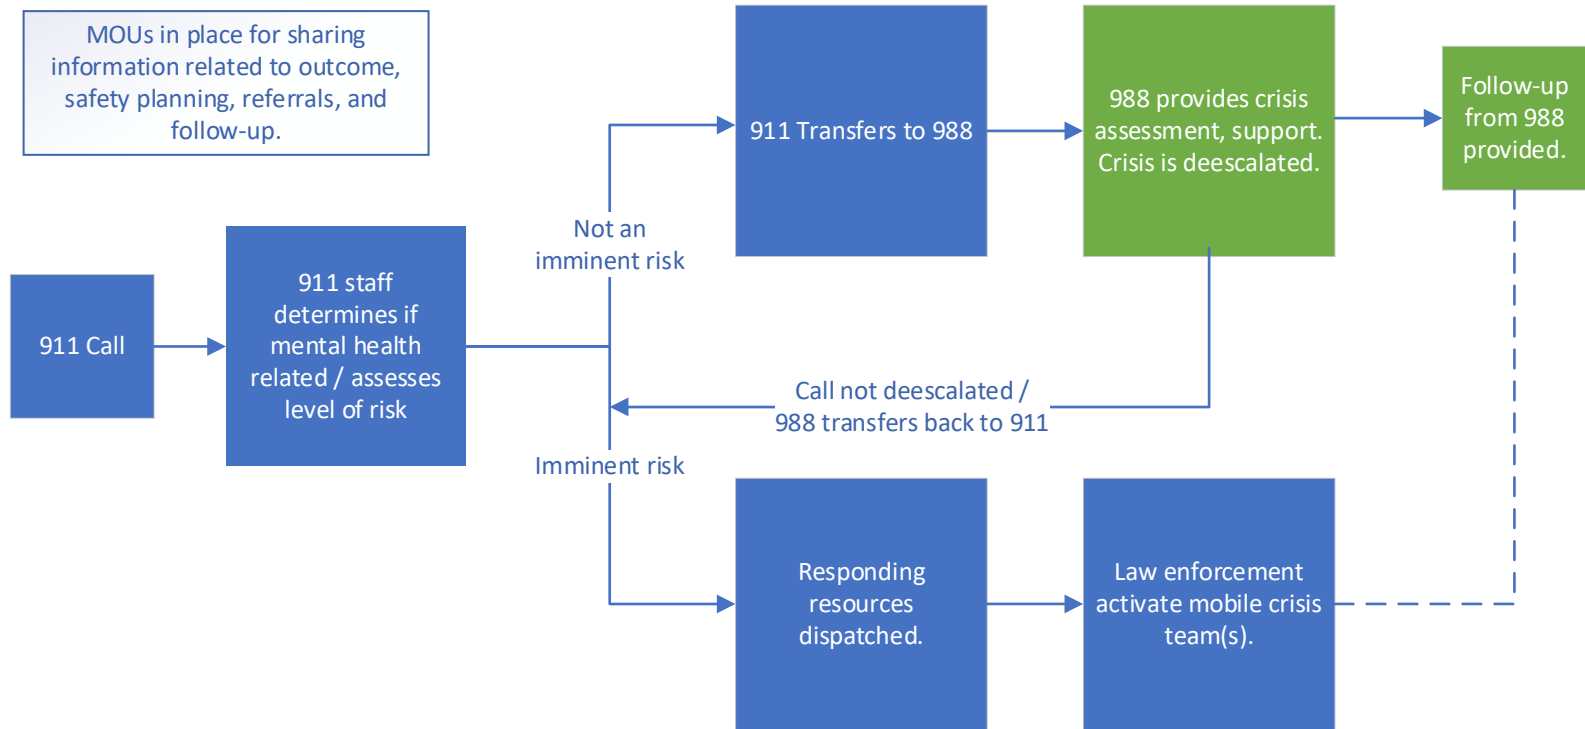 MOUs in place for sharing
information related to outcome,
safety planning, referrals, and
follow-up.
911 Call
911 staff
determines if
mental health
related / assesses
level of risk
Not an
imminent risk
911 Transfers to 988
988 provides crisis
assessment, support.
Crisis is deescalated.
Follow-up
from 988
provided.
Call not deescalated /
988 transfers back to 911
Imminent risk
Responding
resources
dispatched.
Law enforcement
activate mobile crisis
team(s).